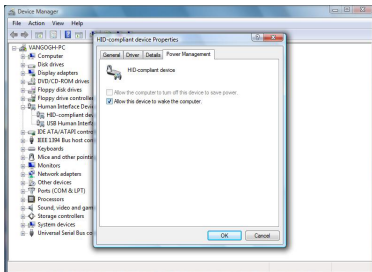 Device Manager
File Action View Help
VANGOGH-PC
Computer
Disk drives
Display adapters
DVD/CD-ROM drives
Floppy disk drives
Floppy drive controller
Human Interface Devic
HID-compliant dev
USB Human Interfa
IDE ATA/ATAPI control
IEEE 1394 Bus host con
Keyboards
Mice and other pointin
Monitors
Network adapters
Other devices
Ports (COM & LPT)
Processors
Sound, video and gam
Storage controllers
System devices
Universal Serial Bus co
HID-compliant device Properties
General Driver Details Power Management
HID-compliant device
Allow the computer to turn off this device to save power.
Allow this device to wake the computer.
OK Cancel